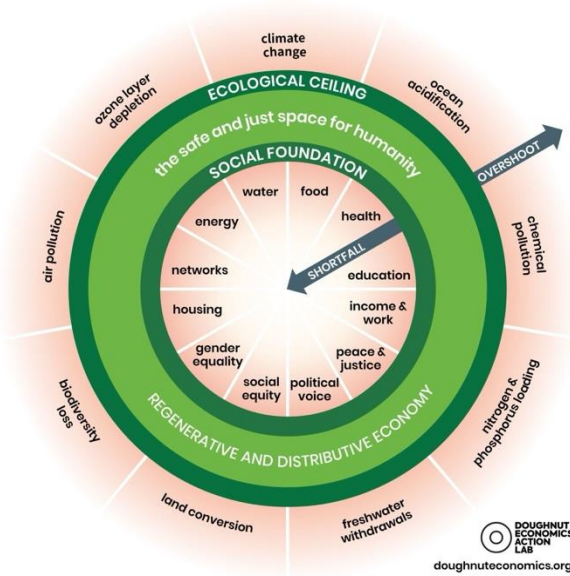 climate
change
ozone layer
depletion
ocean
acidification
ECOLOGICAL CEILING
the safe and just space for humanity
SOCIAL FOUNDATION
OVERSHOOT
water
food
energy
health
SHORTFALL
air pollution
chemical
pollution
networks
education
housing
income &
work
gender
equality
peace &
justice
social
equity
political
voice
biodiversity
loss
nitrogen &
phosphorus loading
REGENERATIVE AND DISTRIBUTIVE ECONOMY
land conversion
freshwater
withdrawals
DOUGHNUT
ECONOMICS
ACTION
LAB
doughnuteconomics.org